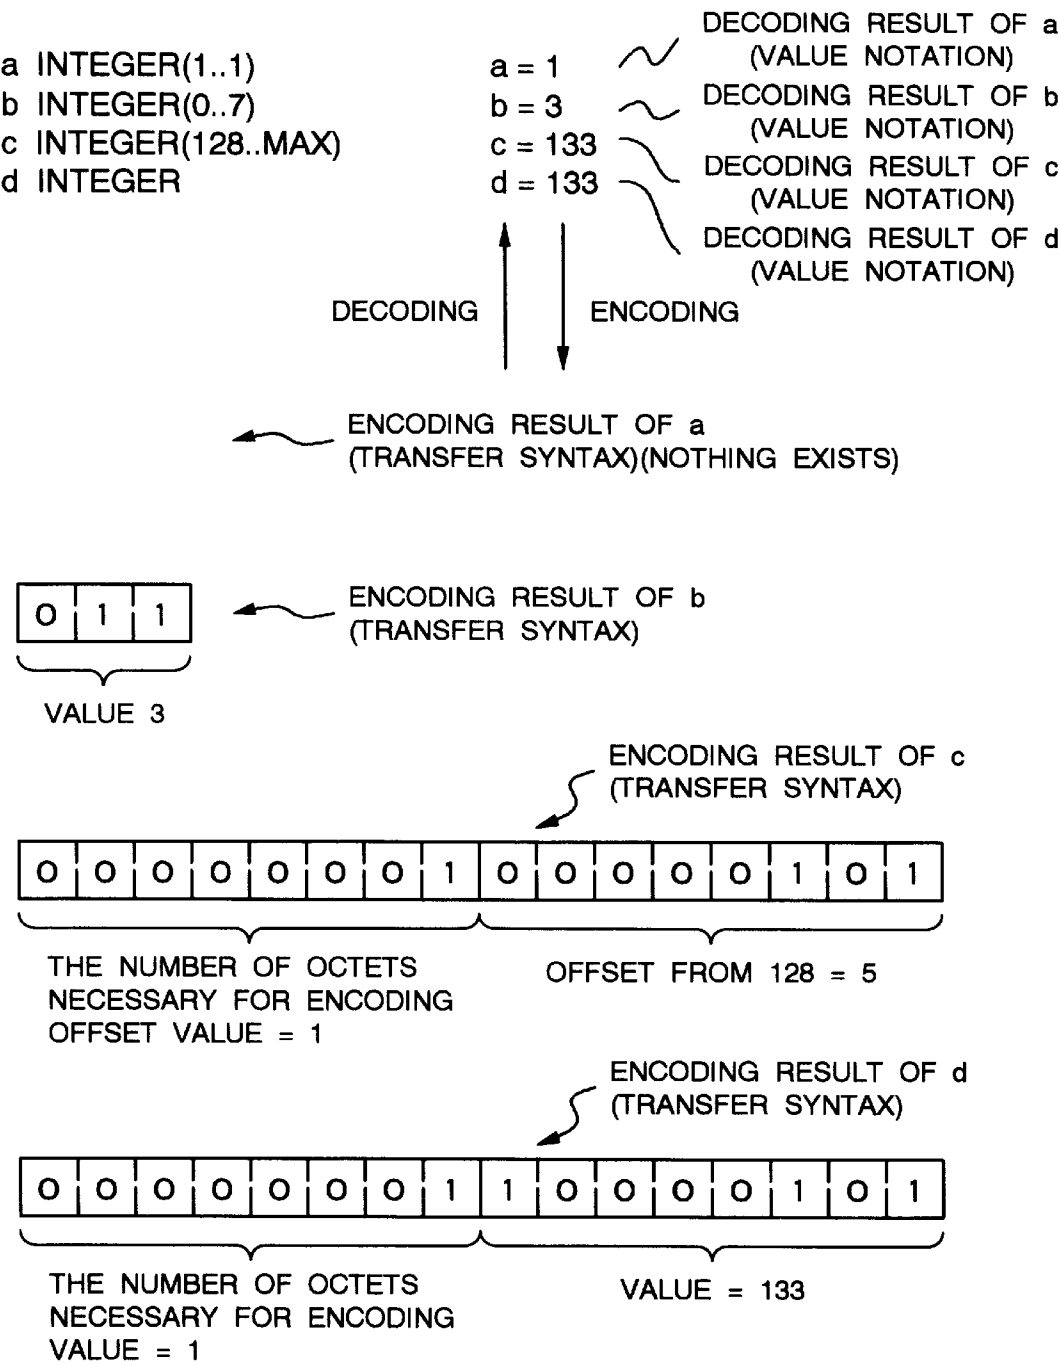 a INTEGER(1..1)
b INTEGER(0..7)
c INTEGER(128..MAX)
d INTEGER
a = 1
b = 3
c = 133
d = 133
DECODING RESULT OF a
(VALUE NOTATION)
DECODING RESULT OF b
(VALUE NOTATION)
DECODING RESULT OF c
(VALUE NOTATION)
DECODING RESULT OF d
(VALUE NOTATION)
DECODING
ENCODING
ENCODING RESULT OF a
(TRANSFER SYNTAX)(NOTHING EXISTS)
0 1 1
ENCODING RESULT OF b
(TRANSFER SYNTAX)
VALUE 3
ENCODING RESULT OF c
(TRANSFER SYNTAX)
0 0 0 0 0 0 0 1 0 0 0 0 0 1 0 1
THE NUMBER OF OCTETS
NECESSARY FOR ENCODING
OFFSET VALUE = 1
OFFSET FROM 128 = 5
ENCODING RESULT OF d
(TRANSFER SYNTAX)
0 0 0 0 0 0 0 1 1 0 0 0 0 1 0 1
THE NUMBER OF OCTETS
NECESSARY FOR ENCODING
VALUE = 1
VALUE = 133